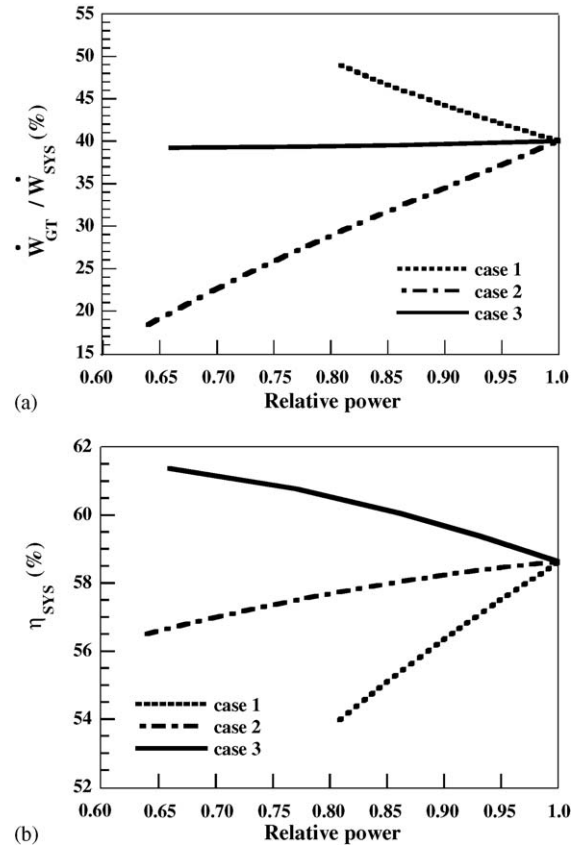 55
50
45
40
35
30
25
20
15
Ẇ_GT / Ẇ_SYS (%)
case 1
case 2
case 3
0.60 0.65 0.70 0.75 0.80 0.85 0.90 0.95 1.0
(a) Relative power
62
60
58
56
54
52
η_SYS (%)
case 1
case 2
case 3
0.60 0.65 0.70 0.75 0.80 0.85 0.90 0.95 1.0
(b) Relative power